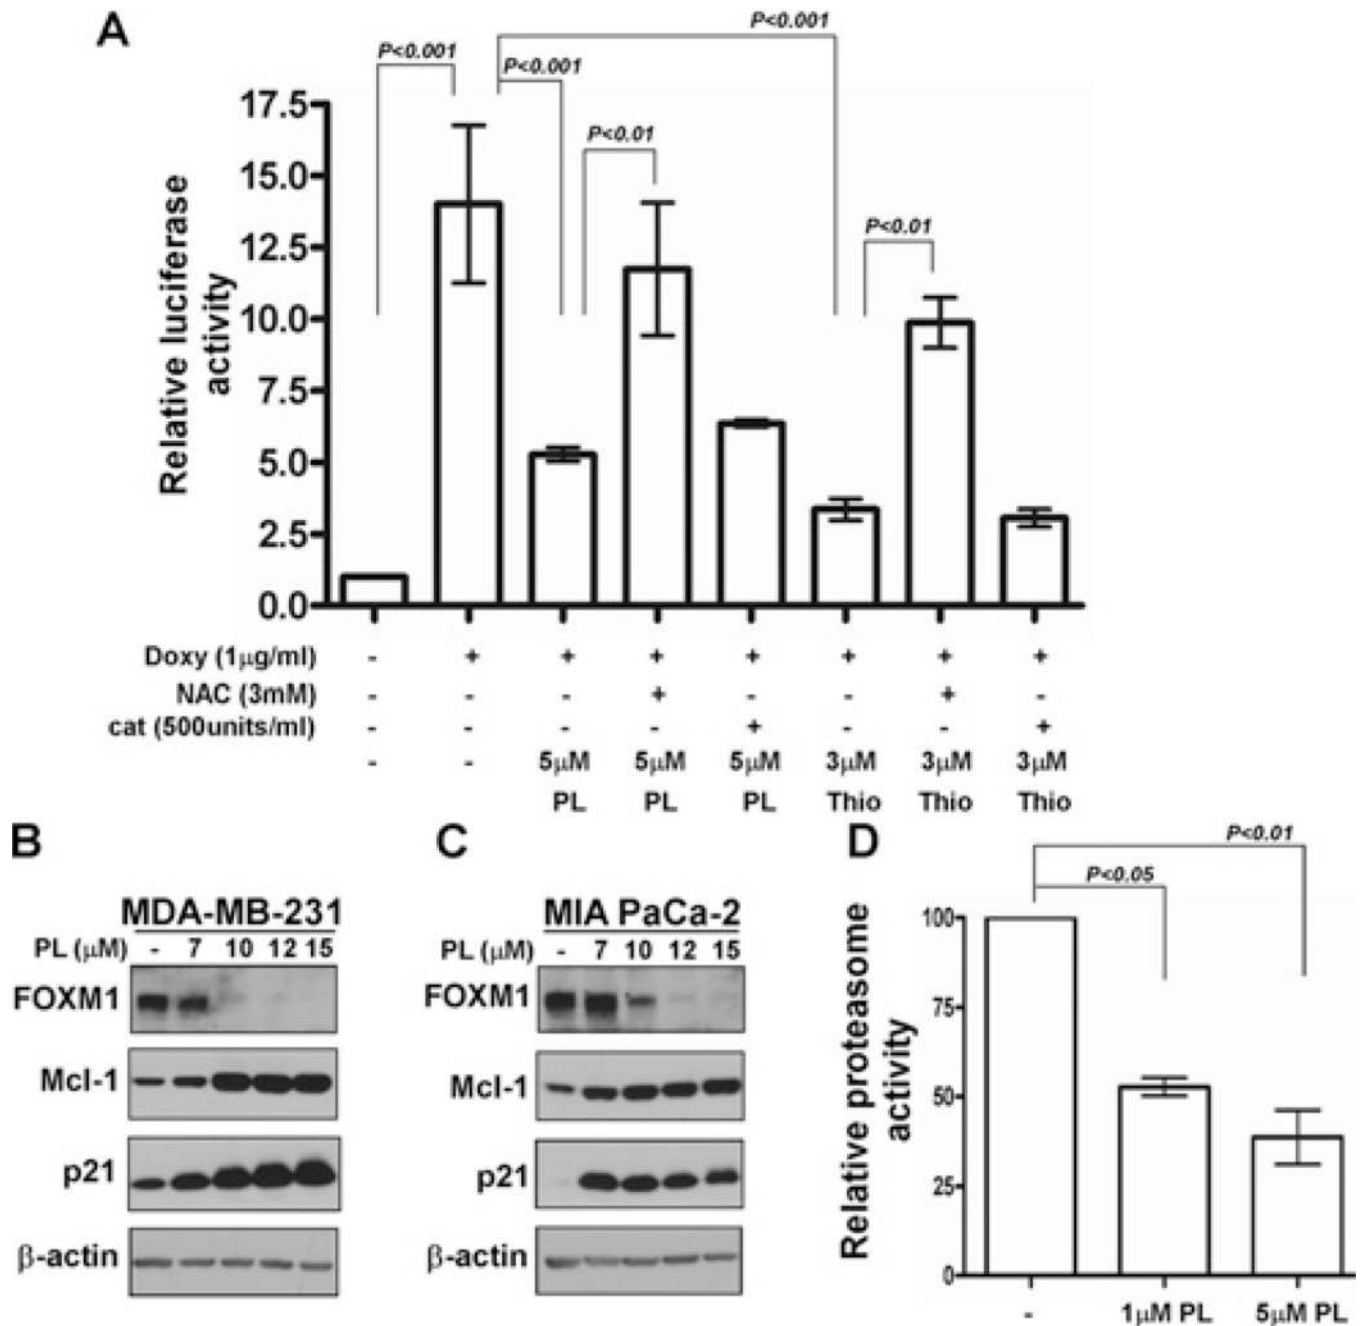 A
P<0.001
P<0.001
P<0.001
P<0.01
P<0.01
Relative luciferase
activity
17.5
15.0
12.5
10.0
7.5
5.0
2.5
0.0
Doxy (1μg/ml) - + + + + + + +
NAC (3mM) - - - + - - + -
cat (500units/ml) - - - - + - - +
- - 5μM 5μM 5μM 3μM 3μM 3μM
PL PL PL Thio Thio Thio
B
MDA-MB-231
PL (μM) - 7 10 12 15
FOXM1
Mcl-1
p21
β-actin
C
MIA PaCa-2
PL (μM) - 7 10 12 15
FOXM1
Mcl-1
p21
β-actin
D
P<0.01
P<0.05
Relative proteasome
activity
100
75
50
25
0
- 1μM PL 5μM PL